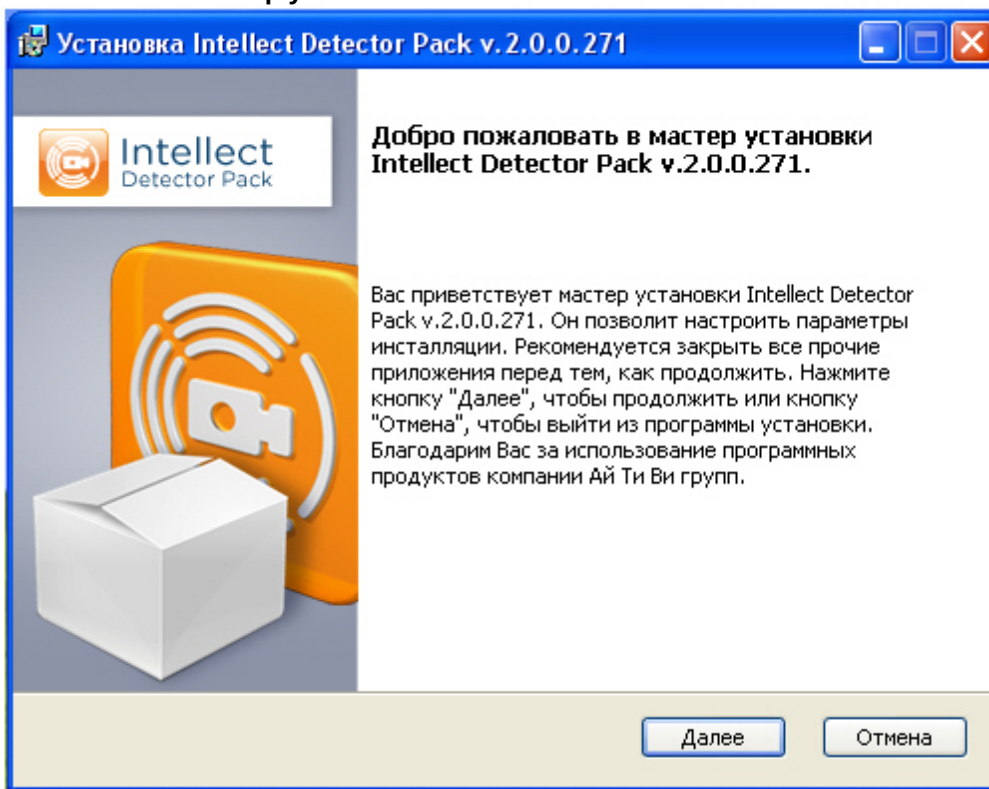 Установка Intellect Detector Pack v.2.0.0.271
Intellect
Detector Pack
Добро пожаловать в мастер установки
Intellect Detector Pack v.2.0.0.271.
Вас приветствует мастер установки Intellect Detector
Pack v.2.0.0.271. Он позволит настроить параметры
инсталляции. Рекомендуется закрыть все прочие
приложения перед тем, как продолжить. Нажмите
кнопку "Далее", чтобы продолжить или кнопку
"Отмена", чтобы выйти из программы установки.
Благодарим Вас за использование программных
продуктов компании Ай Ти Ви групп.
Далее
Отмена